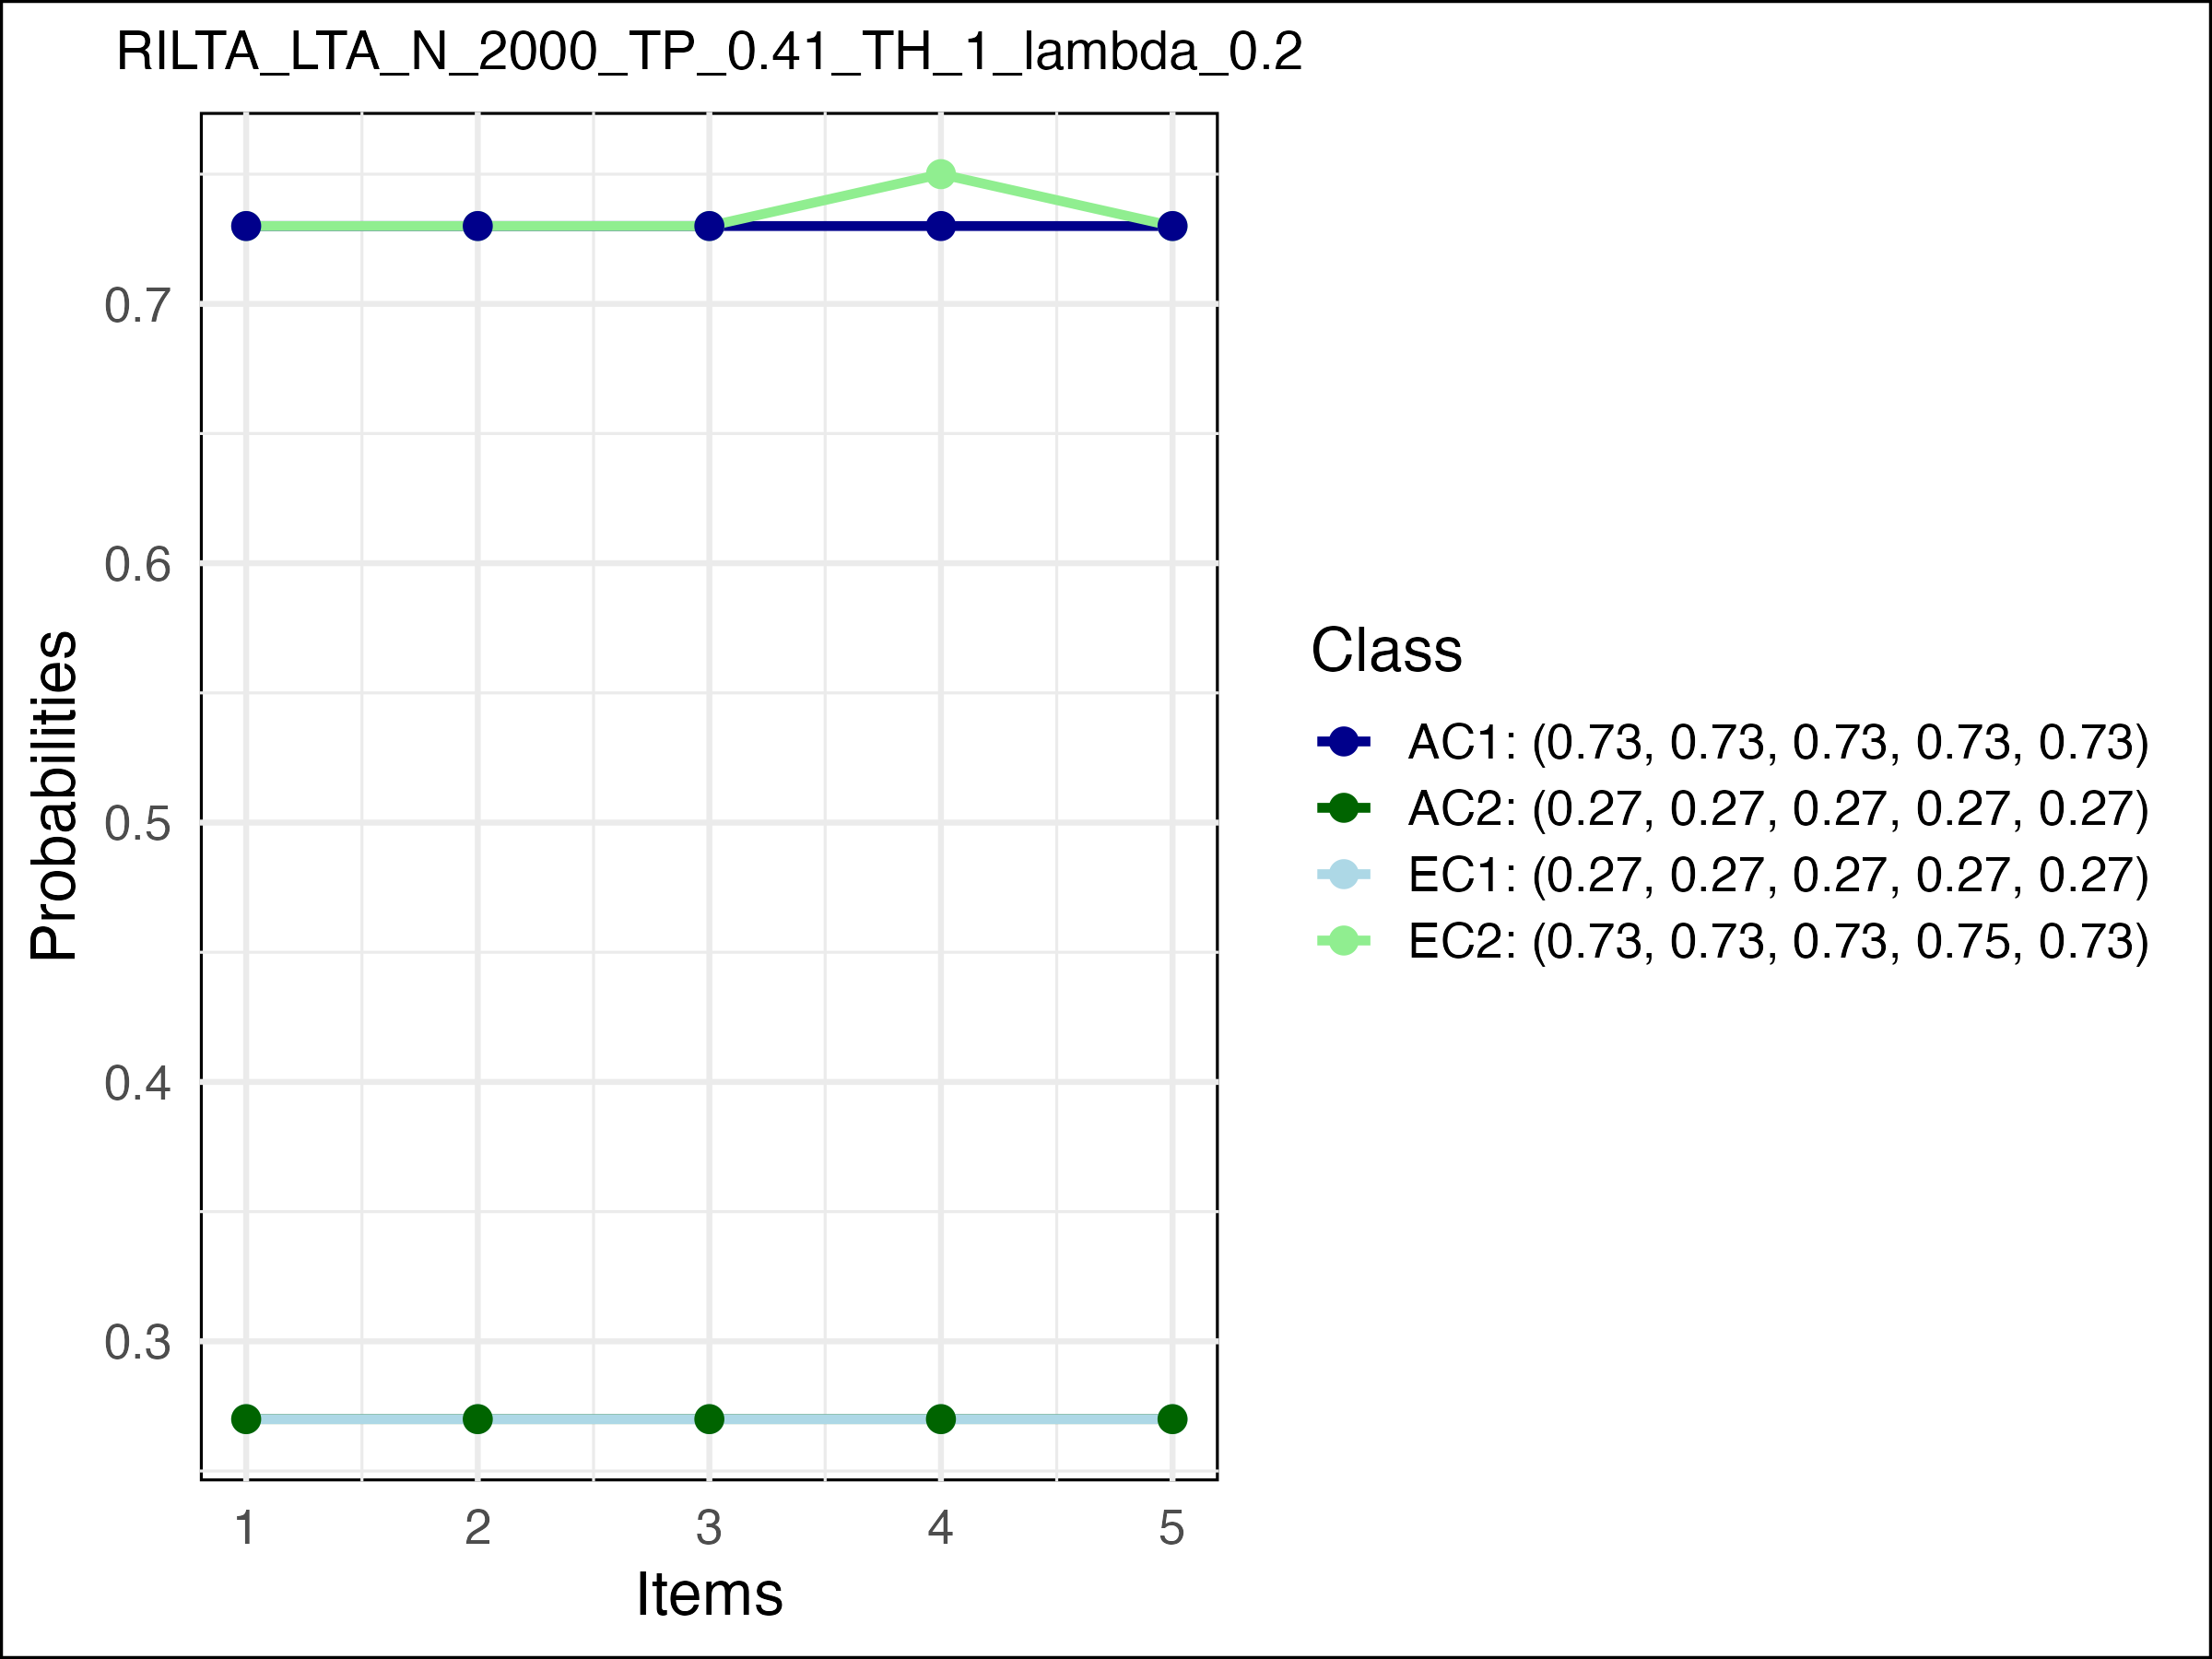 RILTA_LTA_N_2000_TP_0.41_TH_1_lambda_0.2
Probabilities
0.7
0.6
0.5
0.4
0.3
1 2 3 4 5
Items
Class
AC1: (0.73, 0.73, 0.73, 0.73, 0.73)
AC2: (0.27, 0.27, 0.27, 0.27, 0.27)
EC1: (0.27, 0.27, 0.27, 0.27, 0.27)
EC2: (0.73, 0.73, 0.73, 0.75, 0.73)